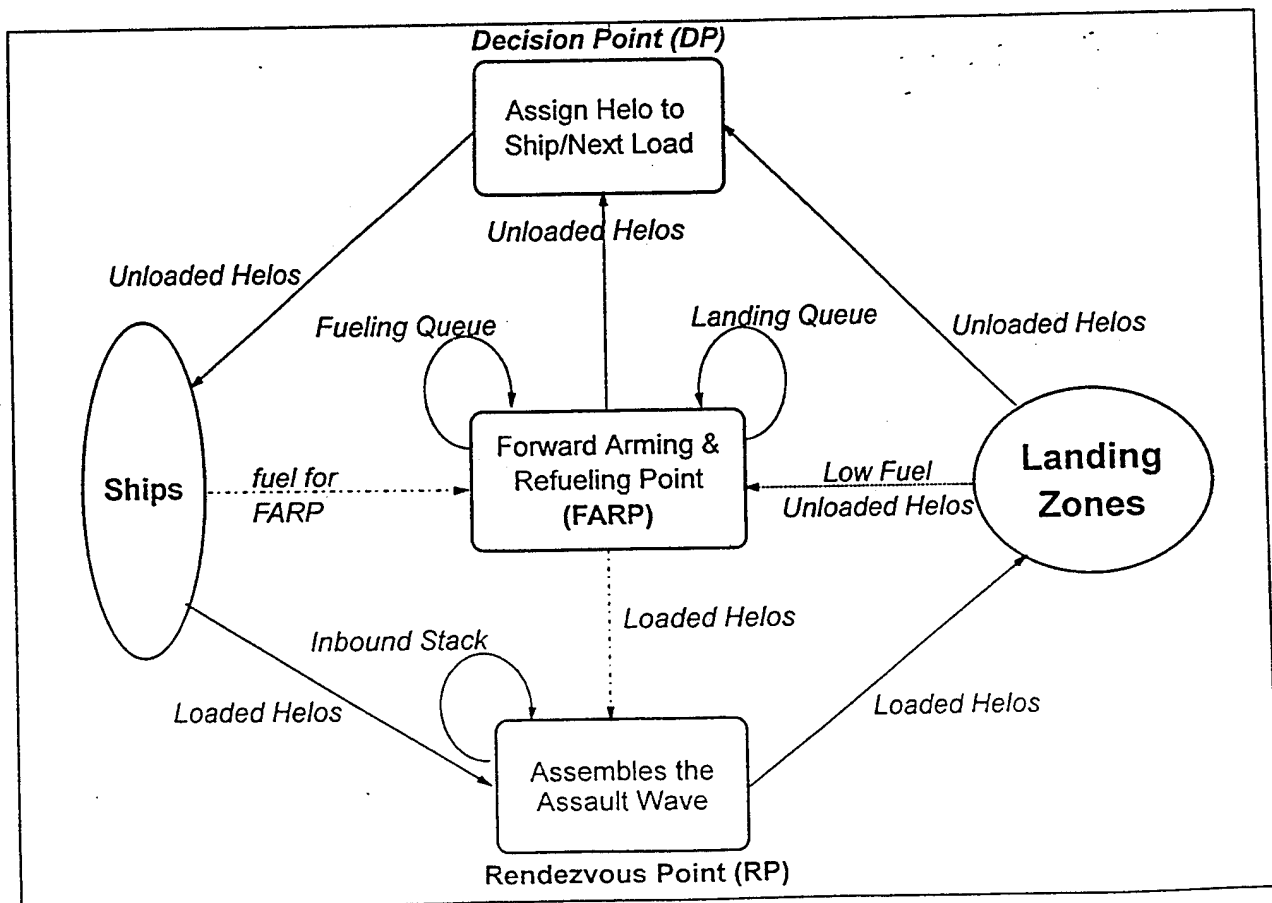 Decision Point (DP)
Assign Helo to
Ship/Next Load
Unloaded Helos
Unloaded Helos
Fueling Queue
Landing Queue
Unloaded Helos
Ships
fuel for
FARP
Forward Arming &
Refueling Point
(FARP)
Low Fuel
Unloaded Helos
Landing
Zones
Loaded Helos
Inbound Stack
Loaded Helos
Loaded Helos
Assembles the
Assault Wave
Rendezvous Point (RP)